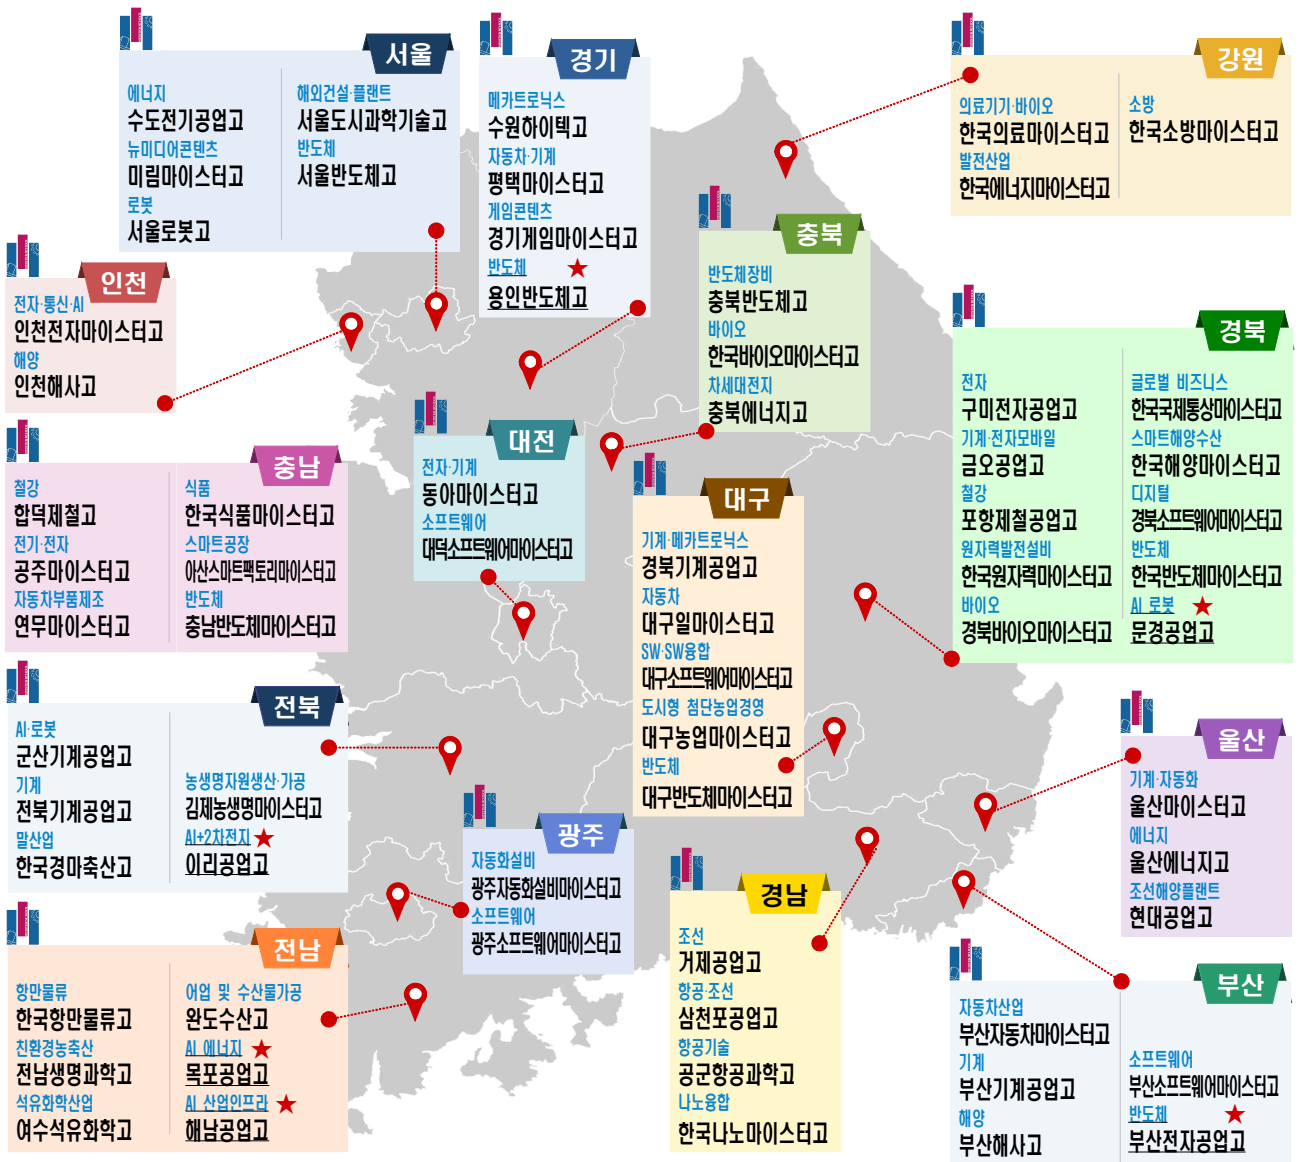 서울
에너지
수도전기공업고
뉴미디어콘텐츠
미림마이스터고
로봇
서울로봇고
해외건설·플랜트
서울도시과학기술고
반도체
서울반도체고
경기
메카트로닉스
수원하이텍고
자동차·기계
평택마이스터고
게임콘텐츠
경기게임마이스터고
반도체 ★
용인반도체고
강원
의료기기·바이오
한국의료마이스터고
발전산업
한국에너지마이스터고
소방
한국소방마이스터고
인천
전자·통신·AI
인천전자마이스터고
해양
인천해사고
충북
반도체장비
충북반도체고
바이오
한국바이오마이스터고
차세대전지
충북에너지고
충남
철강
합덕제철고
전기·전자
공주마이스터고
자동차부품제조
연무마이스터고
식품
한국식품마이스터고
스마트공장
아산스마트팩토리마이스터고
반도체
충남반도체마이스터고
대전
전자·기계
동아마이스터고
소프트웨어
대덕소프트웨어마이스터고
대구
기계·메카트로닉스
경북기계공업고
자동차
대구일마이스터고
SW·SW융합
대구소프트웨어마이스터고
도시형 첨단농업경영
대구농업마이스터고
반도체
대구반도체마이스터고
경북
전자
구미전자공업고
기계·전자모바일
금오공업고
철강
포항제철공업고
원자력발전설비
한국원자력마이스터고
바이오
경북바이오마이스터고
글로벌 비즈니스
한국국제통상마이스터고
스마트해양수산
한국해양마이스터고
디지털
경북소프트웨어마이스터고
반도체
한국반도체마이스터고
AI 로봇 ★
문경공업고
전북
AI·로봇
군산기계공업고
기계
전북기계공업고
말산업
한국경마축산고
농생명자원생산·가공
김제농생명마이스터고
AI+2차전지 ★
이리공업고
광주
자동화설비
광주자동화설비마이스터고
소프트웨어
광주소프트웨어마이스터고
울산
기계·자동화
울산마이스터고
에너지
울산에너지고
조선해양플랜트
현대공업고
전남
항만물류
한국항만물류고
친환경농축산
전남생명과학고
석유화학산업
여수석유화학고
어업 및 수산물가공
완도수산고
AI 에너지 ★
목포공업고
AI 산업인프라 ★
해남공업고
경남
조선
거제공업고
항공·조선
삼천포공업고
항공기술
공군항공과학고
나노융합
한국나노마이스터고
부산
자동차산업
부산자동차마이스터고
기계
부산기계공업고
해양
부산해사고
소프트웨어
부산소프트웨어마이스터고
반도체 ★
부산전자공업고